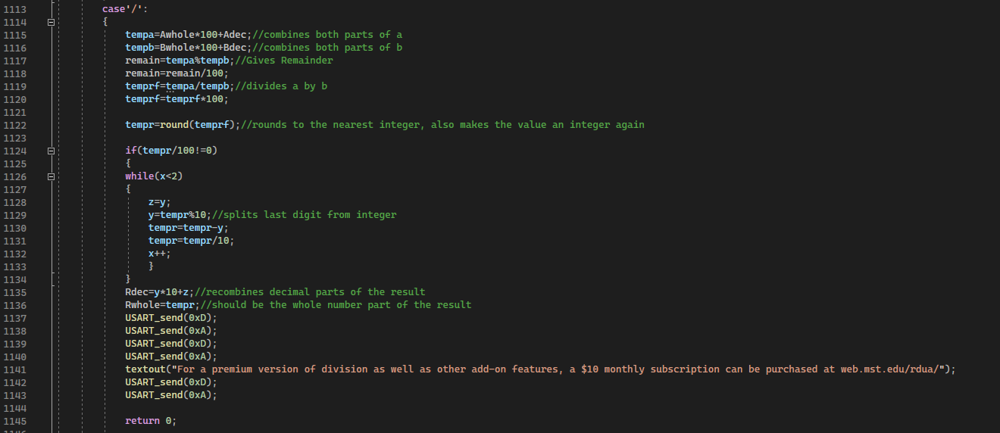 1113 case'/':
1114 {
1115 tempa=Awhole*100+Adec;//combines both parts of a
1116 tempb=Bwhole*100+Bdec;//combines both parts of b
1117 remain=tempa%tempb;//Gives Remainder
1118 remain=remain/100;
1119 temprf=tempa/tempb;//divides a by b
1120 temprf=temprf*100;
1121
1122 tempr=round(temprf);//rounds to the nearest integer, also makes the value an integer again
1123
1124 if(tempr/100!=0)
1125 {
1126 while(x<2)
1127 {
1128 z=y;
1129 y=tempr%10;//splits last digit from integer
1130 tempr=tempr-y;
1131 tempr=tempr/10;
1132 x++;
1133 }
1134 }
1135 Rdec=y*10+z;//recombines decimal parts of the result
1136 Rwhole=tempr;//should be the whole number part of the result
1137 USART_send(0xD);
1138 USART_send(0xA);
1139 USART_send(0xD);
1140 USART_send(0xA);
1141 textout("For a premium version of division as well as other add-on features, a $10 monthly subscription can be purchased at web.mst.edu/rdua/");
1142 USART_send(0xD);
1143 USART_send(0xA);
1144
1145 return 0;